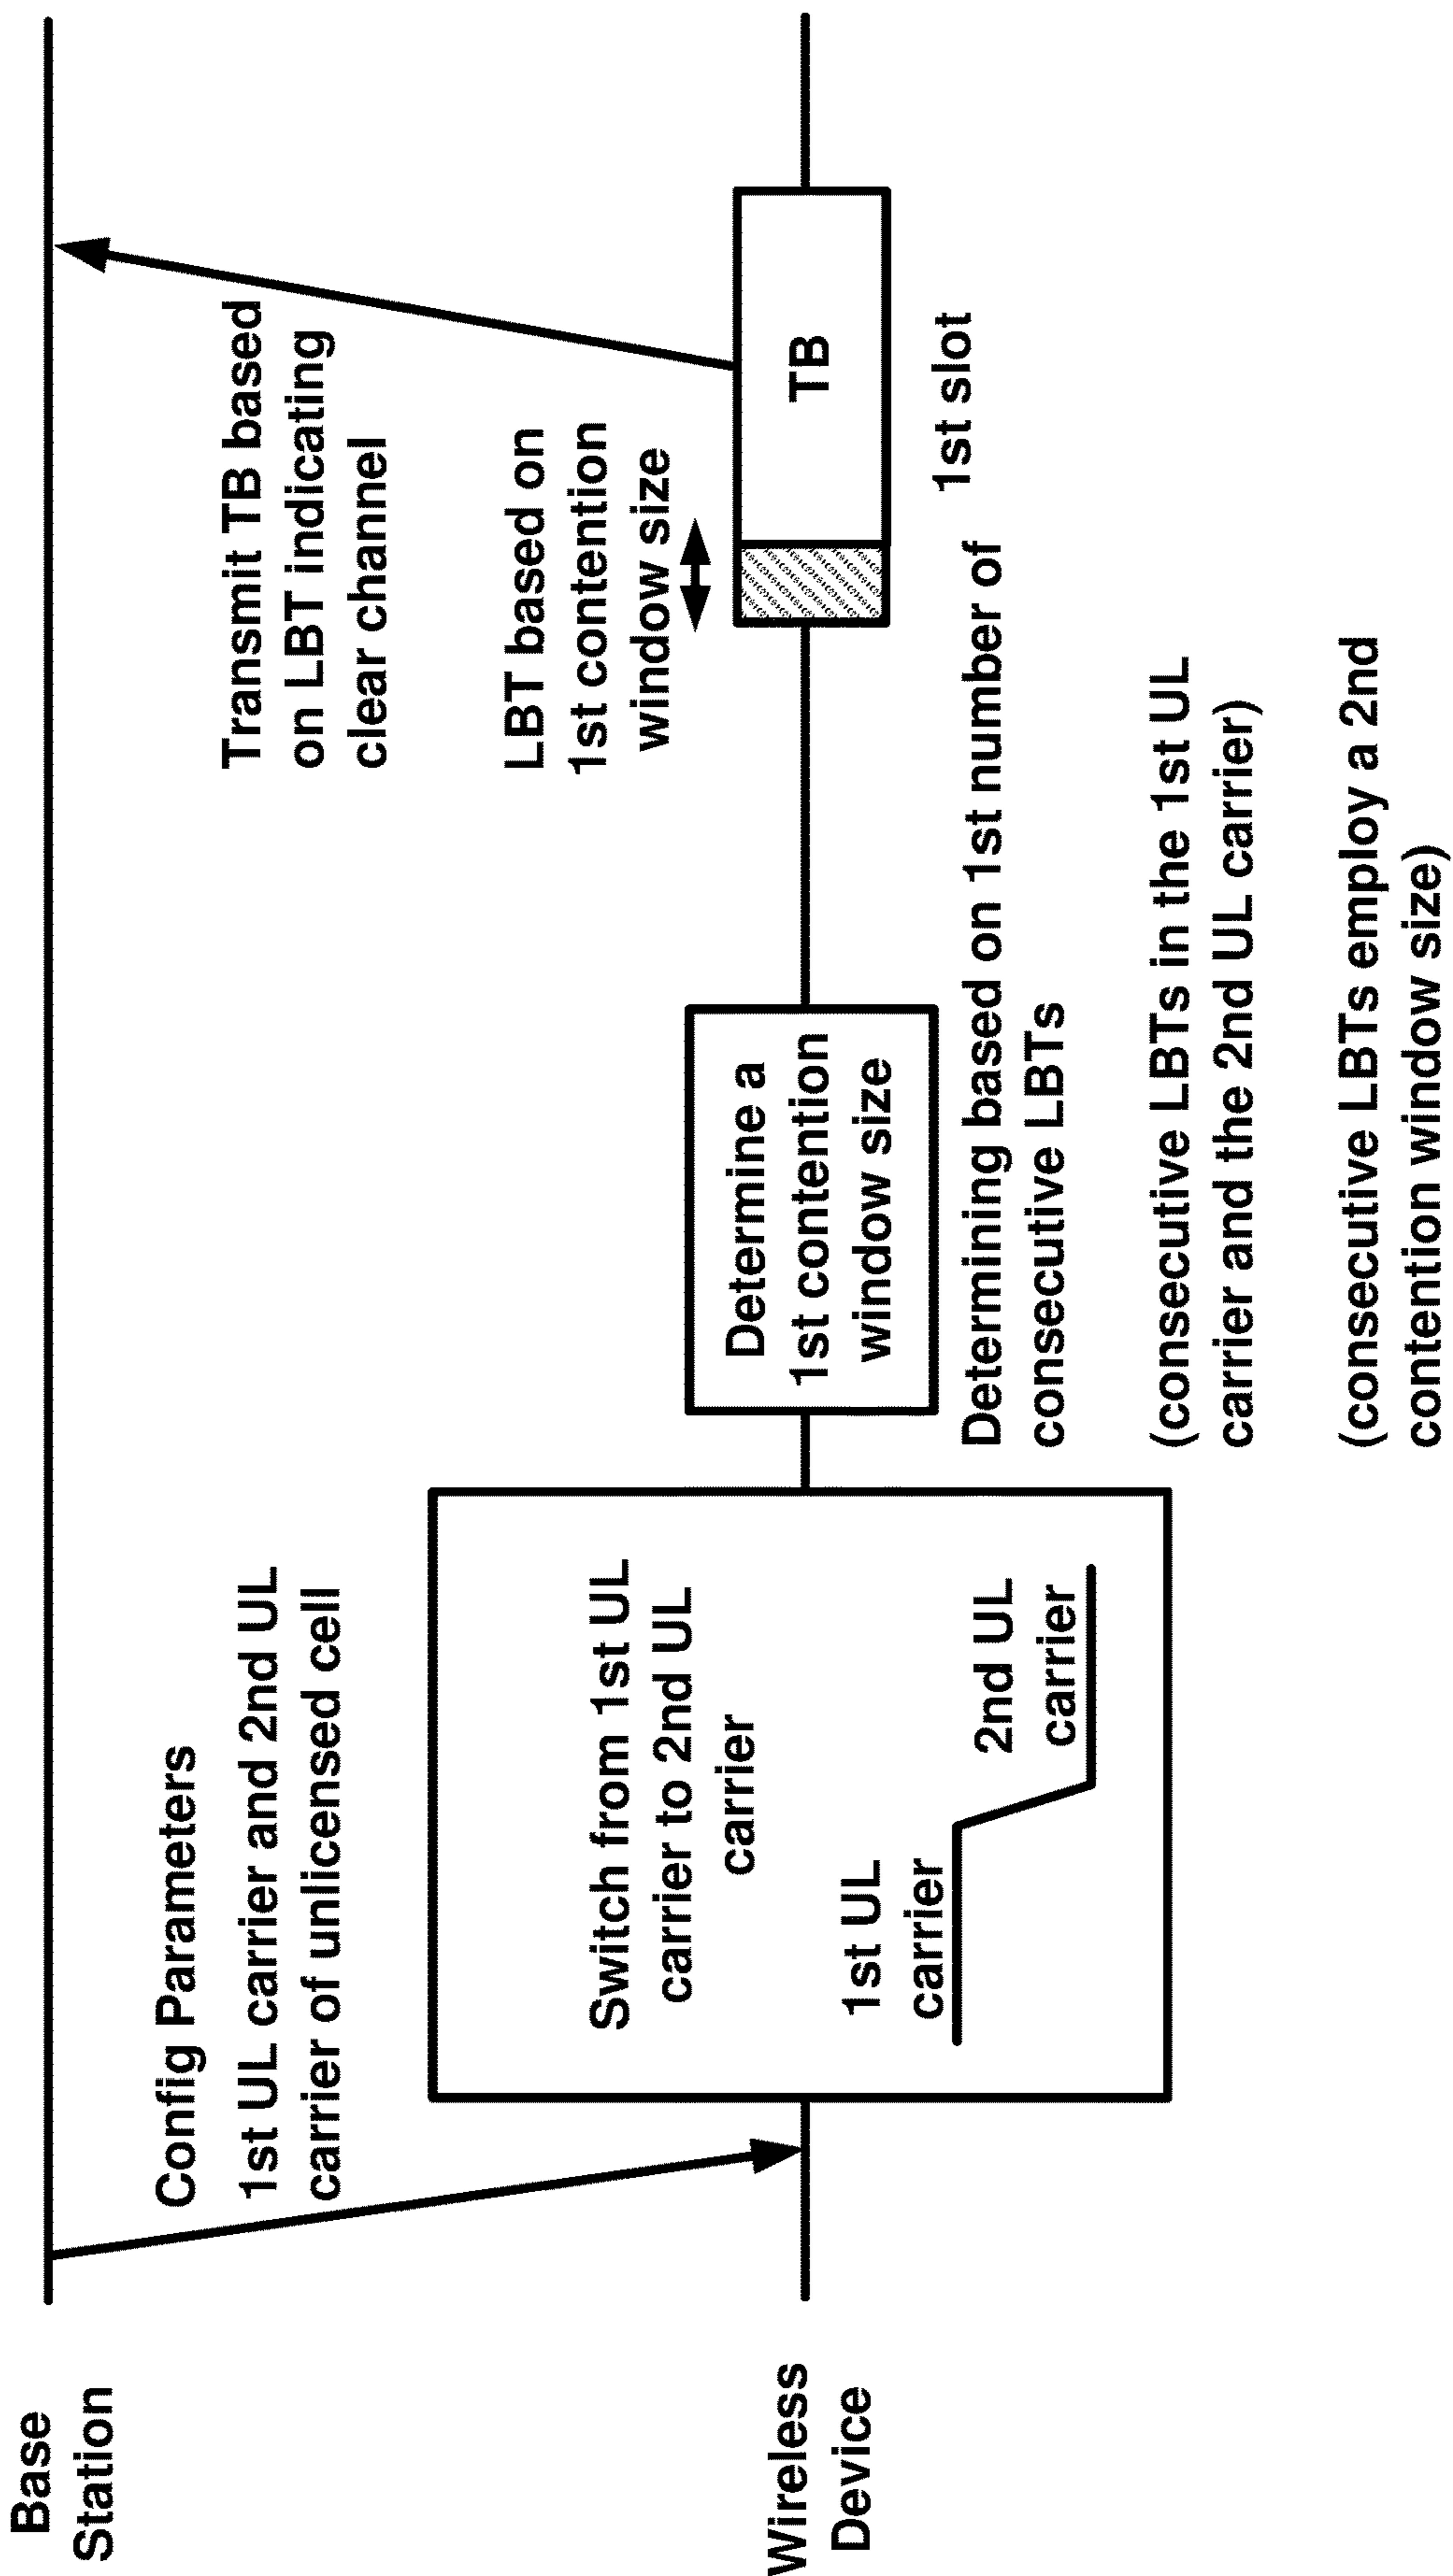 Base
Station
Config Parameters
1st UL carrier and 2nd UL
carrier of unlicensed cell
Transmit TB based
on LBT indicating
clear channel
LBT based on
1st contention
window size
Wireless
Device
Switch from 1st UL
carrier to 2nd UL
carrier
1st UL
carrier
2nd UL
carrier
Determine a
1st contention
window size
TB
1st slot
Determining based on 1st number of
consecutive LBTs
(consecutive LBTs in the 1st UL
carrier and the 2nd UL carrier)
(consecutive LBTs employ a 2nd
contention window size)